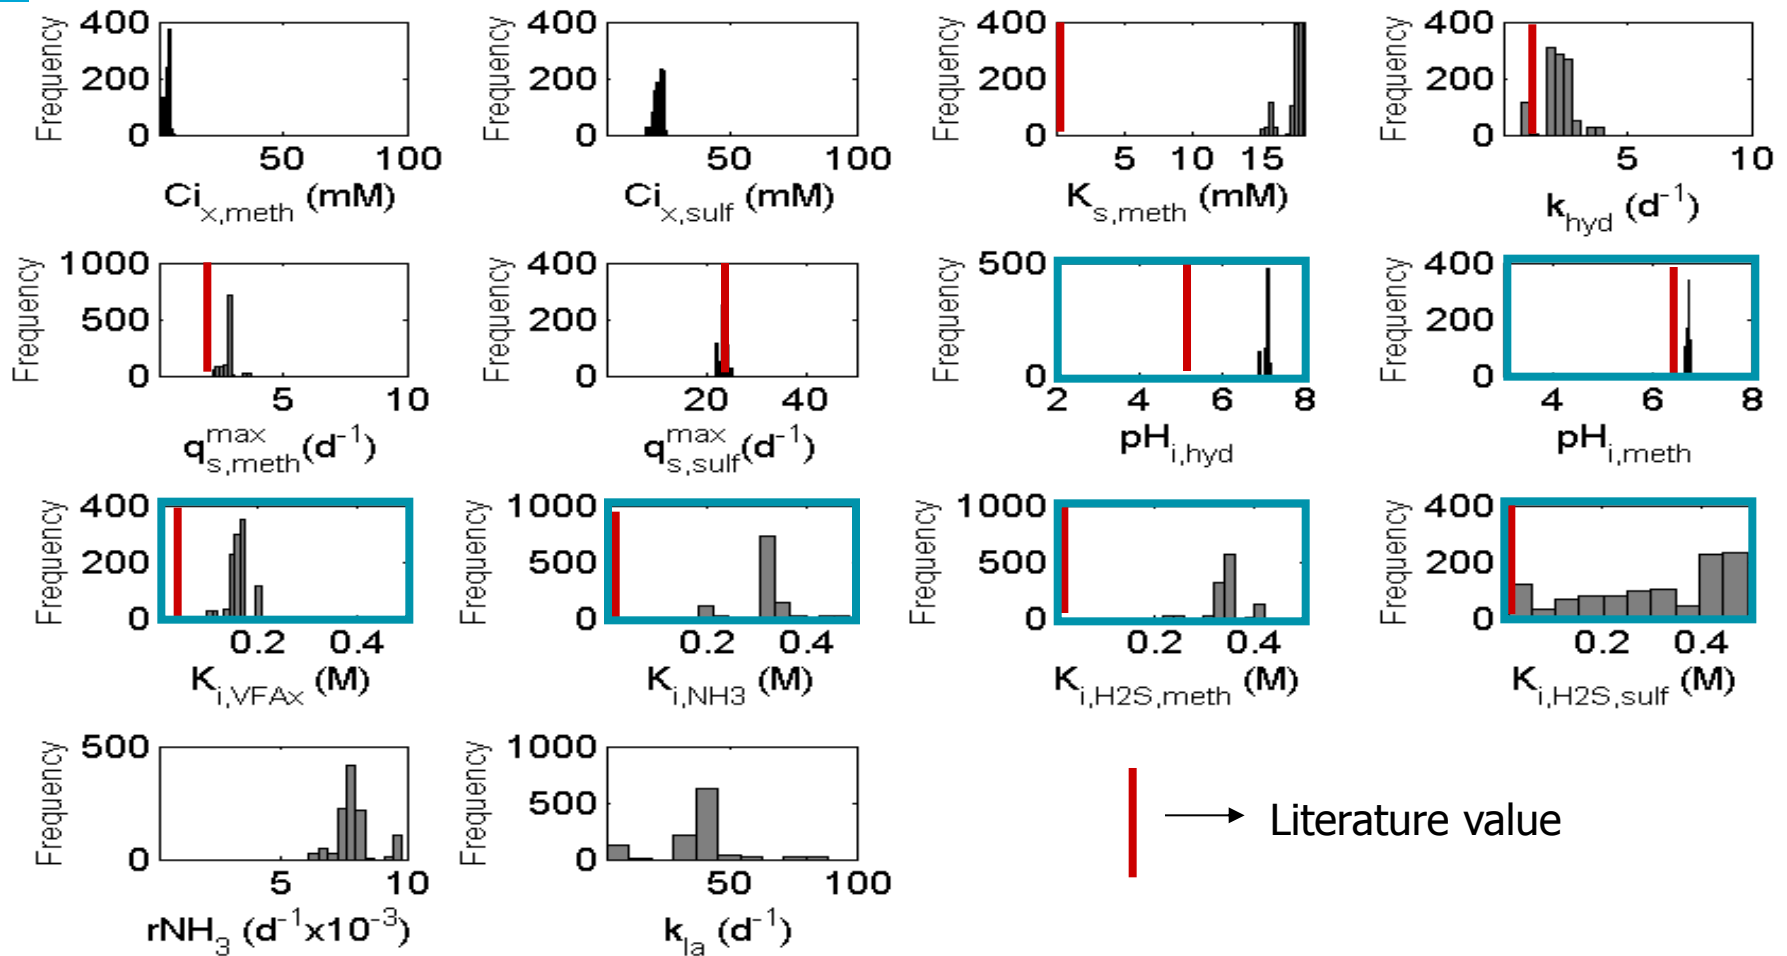 400 400 400 400
Frequency Frequency Frequency Frequency
200 200 200 200
0 0 0 0
50 100 50 100 5 10 15 5 10
Ci x,meth (mM) Ci x,sulf (mM) K s,meth (mM) k hyd (d⁻¹)
1000 400 500 400
Frequency Frequency Frequency Frequency
500 200 200
0 0 0 0
5 10 20 40 2 4 6 8 4 6 8
q max s,meth (d⁻¹) q max s,sulf (d⁻¹) pH i,hyd pH i,meth
400 1000 1000 400
Frequency Frequency Frequency Frequency
200 500 500 200
0 0 0 0
0.2 0.4 0.2 0.4 0.2 0.4 0.2 0.4
K i,VFAx (M) K i,NH3 (M) K i,H2S,meth (M) K i,H2S,sulf (M)
500 1000
Frequency Frequency
500
0 0
5 10 50 100
rNH₃ (d⁻¹x10⁻³) k la (d⁻¹)
Literature value